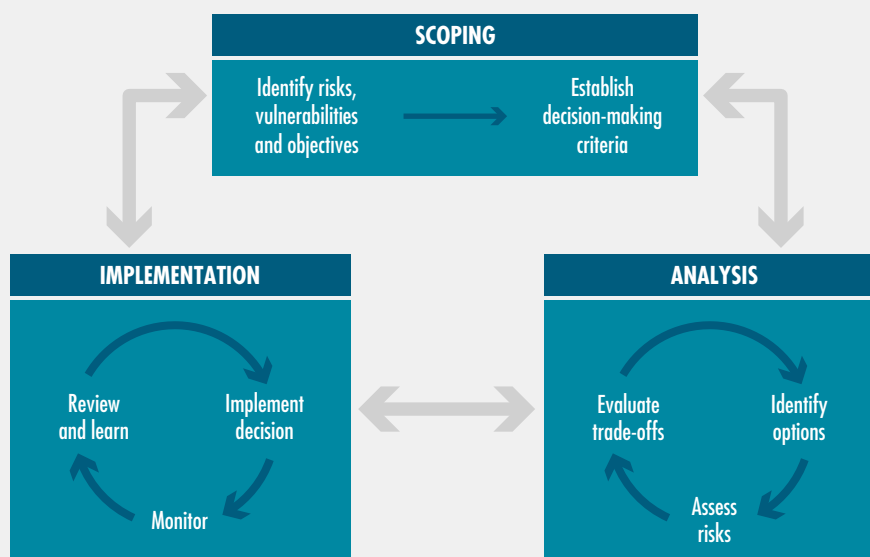 SCOPING
Identify risks,
vulnerabilities
and objectives
Establish
decision-making
criteria
IMPLEMENTATION
Review
and learn
Implement
decision
Monitor
ANALYSIS
Evaluate
trade-offs
Identify
options
Assess
risks